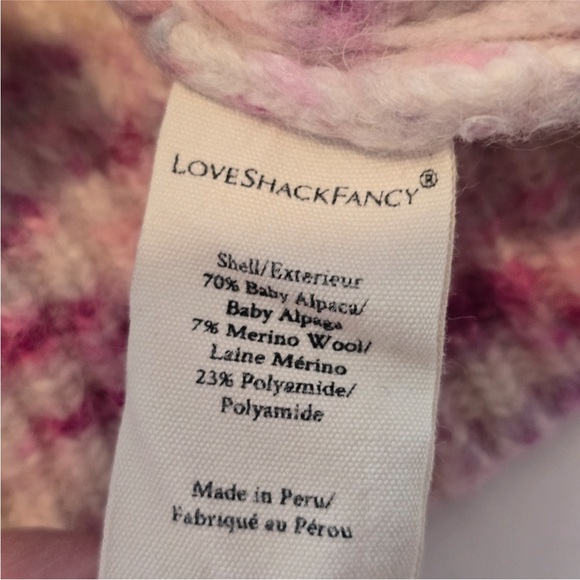 LOVESHACKFANCY®
Shell/Exterieur
70% Baby Alpaca/
Baby Alpaga
7% Merino Wool/
Laine Mérino
23% Polyamide/
Polyamide
Made in Peru/
Fabriqué au Pérou